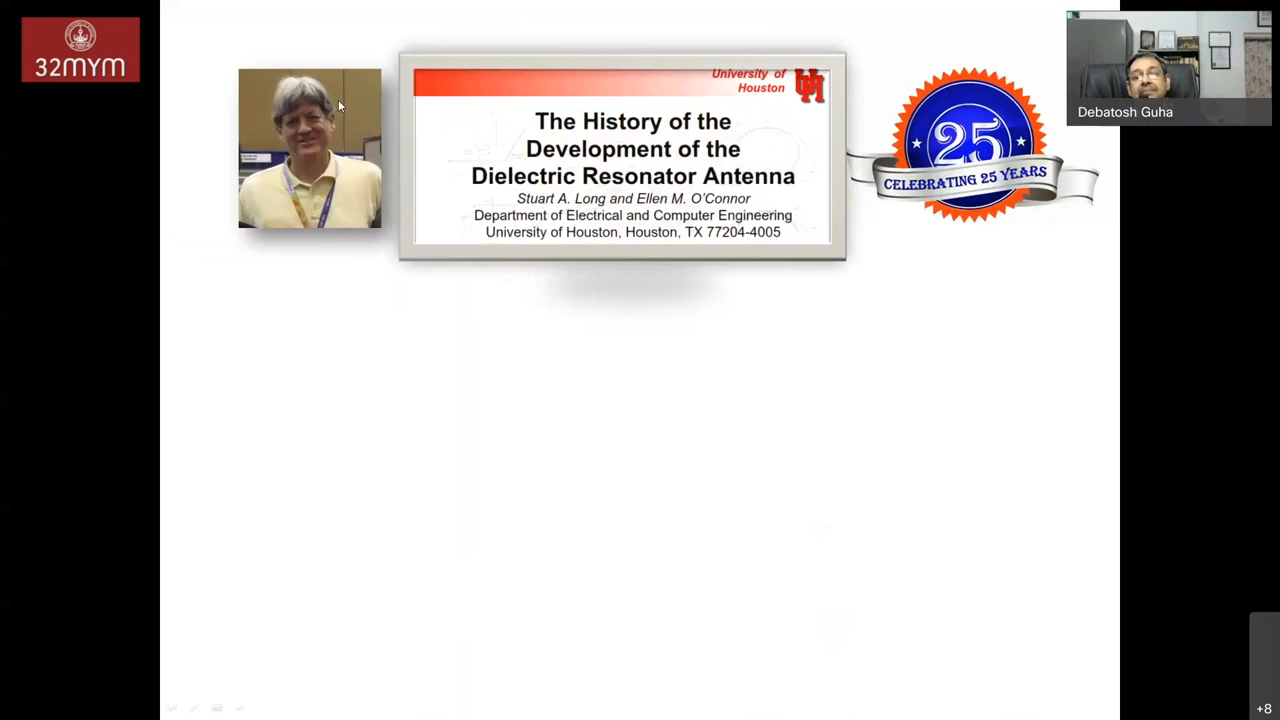 32MYM
University of
Houston
The History of the
Development of the
Dielectric Resonator Antenna
Stuart A. Long and Ellen M. O'Connor
Department of Electrical and Computer Engineering
University of Houston, Houston, TX 77204-4005
25
CELEBRATING 25 YEARS
Debatosh Guha
+8